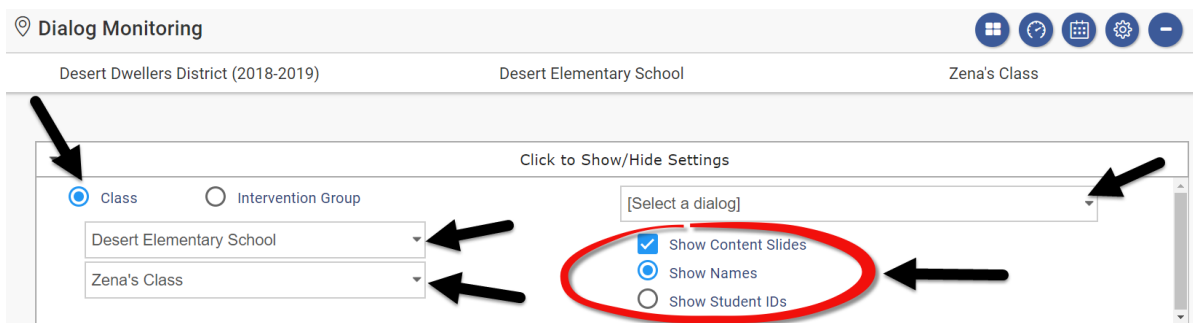 Dialog Monitoring
Desert Dwellers District (2018-2019) Desert Elementary School Zena's Class
Click to Show/Hide Settings
Class Intervention Group
[Select a dialog]
Desert Elementary School
Zena's Class
Show Content Slides
Show Names
Show Student IDs